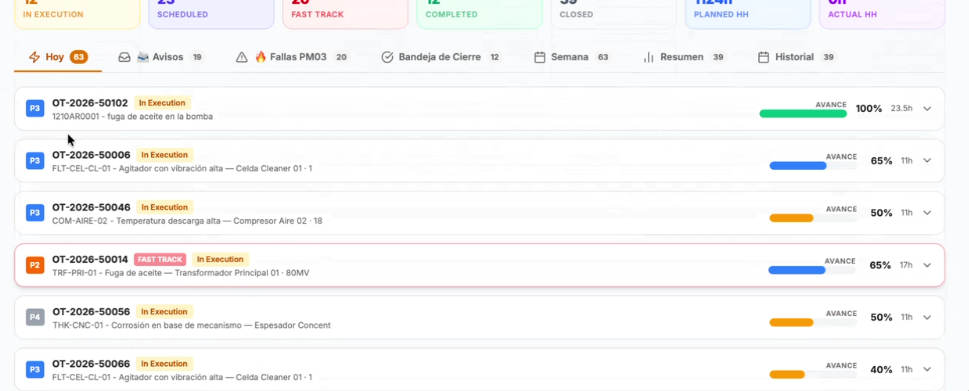 IN EXECUTION
SCHEDULED
FAST TRACK
COMPLETED
CLOSED
PLANNED HH
ACTUAL HH
Hoy 63
Avisos 19
Fallas PM03 20
Bandeja de Cierre 12
Semana 63
Resumen 39
Historial 39
P3 OT-2026-50102 In Execution AVANCE 100% 23.5h
1210AR0001 - fuga de aceite en la bomba
P3 OT-2026-50006 In Execution AVANCE 65% 11h
FLT-CEL-CL-01 - Agitador con vibración alta — Celda Cleaner 01 · 1
P3 OT-2026-50046 In Execution AVANCE 50% 11h
COM-AIRE-02 - Temperatura descarga alta — Compresor Aire 02 · 18
P2 OT-2026-50014 FAST TRACK In Execution AVANCE 65% 17h
TRF-PRI-01 - Fuga de aceite — Transformador Principal 01 · 80MV
P4 OT-2026-50056 In Execution AVANCE 50% 11h
THK-CNC-01 - Corrosión en base de mecanismo — Espesador Concent
P3 OT-2026-50066 In Execution AVANCE 40% 11h
FLT-CEL-CL-01 - Agitador con vibración alta — Celda Cleaner 01 · 1